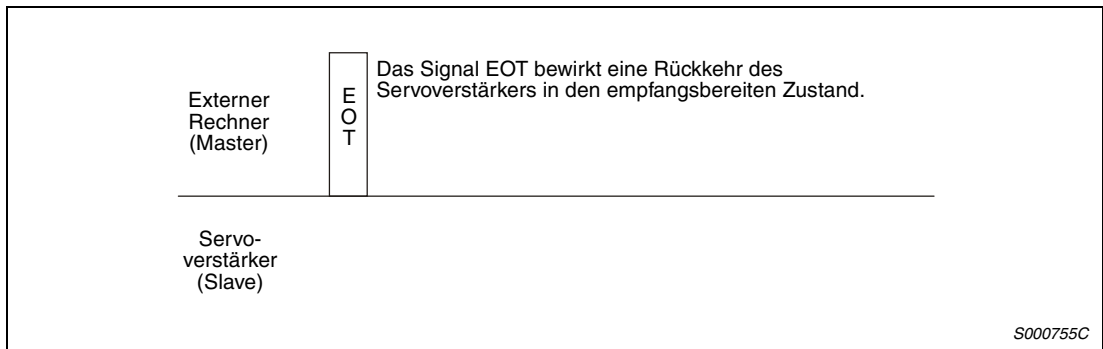 Externer
Rechner
(Master)
E
O
T
Das Signal EOT bewirkt eine Rückkehr des
Servoverstärkers in den empfangsbereiten Zustand.
Servo-
verstärker
(Slave)
S000755C